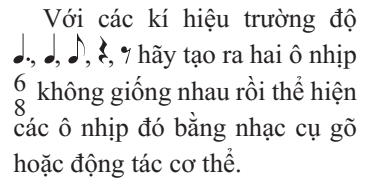 Với các kí hiệu trường độ
𝅘𝅥., 𝅘𝅥, 𝅘𝅥𝅮, 𝄽, 𝄾 hãy tạo ra hai ô nhịp
6/8 không giống nhau rồi thể hiện
các ô nhịp đó bằng nhạc cụ gõ
hoặc động tác cơ thể.